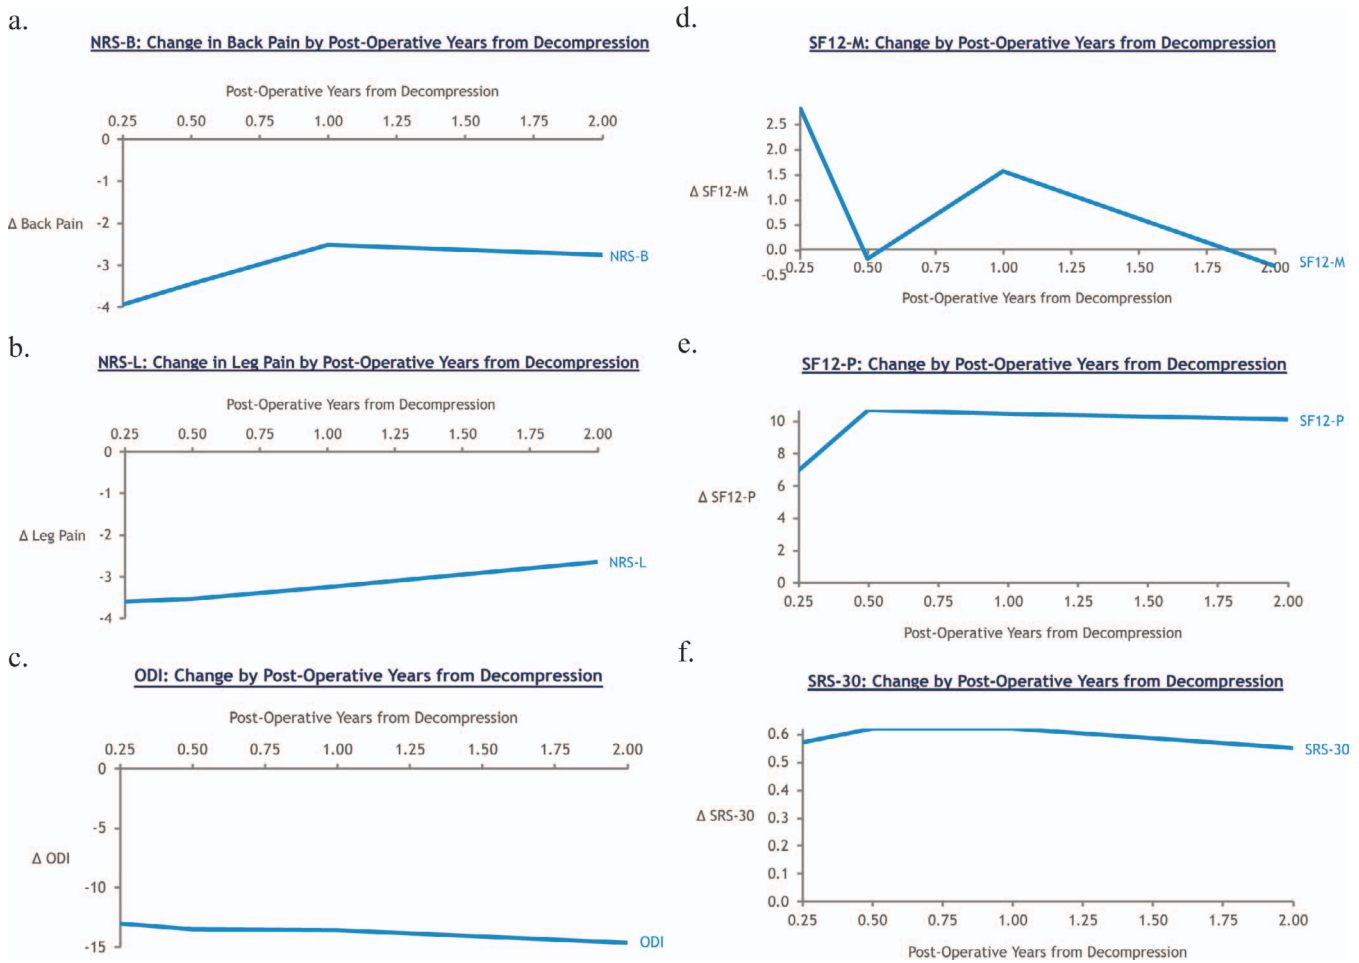 a.
NRS-B: Change in Back Pain by Post-Operative Years from Decompression
Post-Operative Years from Decompression
0.25 0.50 0.75 1.00 1.25 1.50 1.75 2.00
0
-1
-2
Δ Back Pain
-3
-4
NRS-B
b.
NRS-L: Change in Leg Pain by Post-Operative Years from Decompression
Post-Operative Years from Decompression
0.25 0.50 0.75 1.00 1.25 1.50 1.75 2.00
0
-1
-2
Δ Leg Pain
-3
-4
NRS-L
c.
ODI: Change by Post-Operative Years from Decompression
Post-Operative Years from Decompression
0.25 0.50 0.75 1.00 1.25 1.50 1.75 2.00
0
-5
Δ ODI
-10
-15
ODI
d.
SF12-M: Change by Post-Operative Years from Decompression
2.5
2.0
1.5
Δ SF12-M
1.0
0.5
0.0
-0.5
0.25 0.50 0.75 1.00 1.25 1.50 1.75 2.00
SF12-M
Post-Operative Years from Decompression
e.
SF12-P: Change by Post-Operative Years from Decompression
10
SF12-P
8
6
Δ SF12-P
4
2
0
0.25 0.50 0.75 1.00 1.25 1.50 1.75 2.00
Post-Operative Years from Decompression
f.
SRS-30: Change by Post-Operative Years from Decompression
0.6
SRS-30
0.5
0.4
Δ SRS-30
0.3
0.2
0.1
0.0
0.25 0.50 0.75 1.00 1.25 1.50 1.75 2.00
Post-Operative Years from Decompression